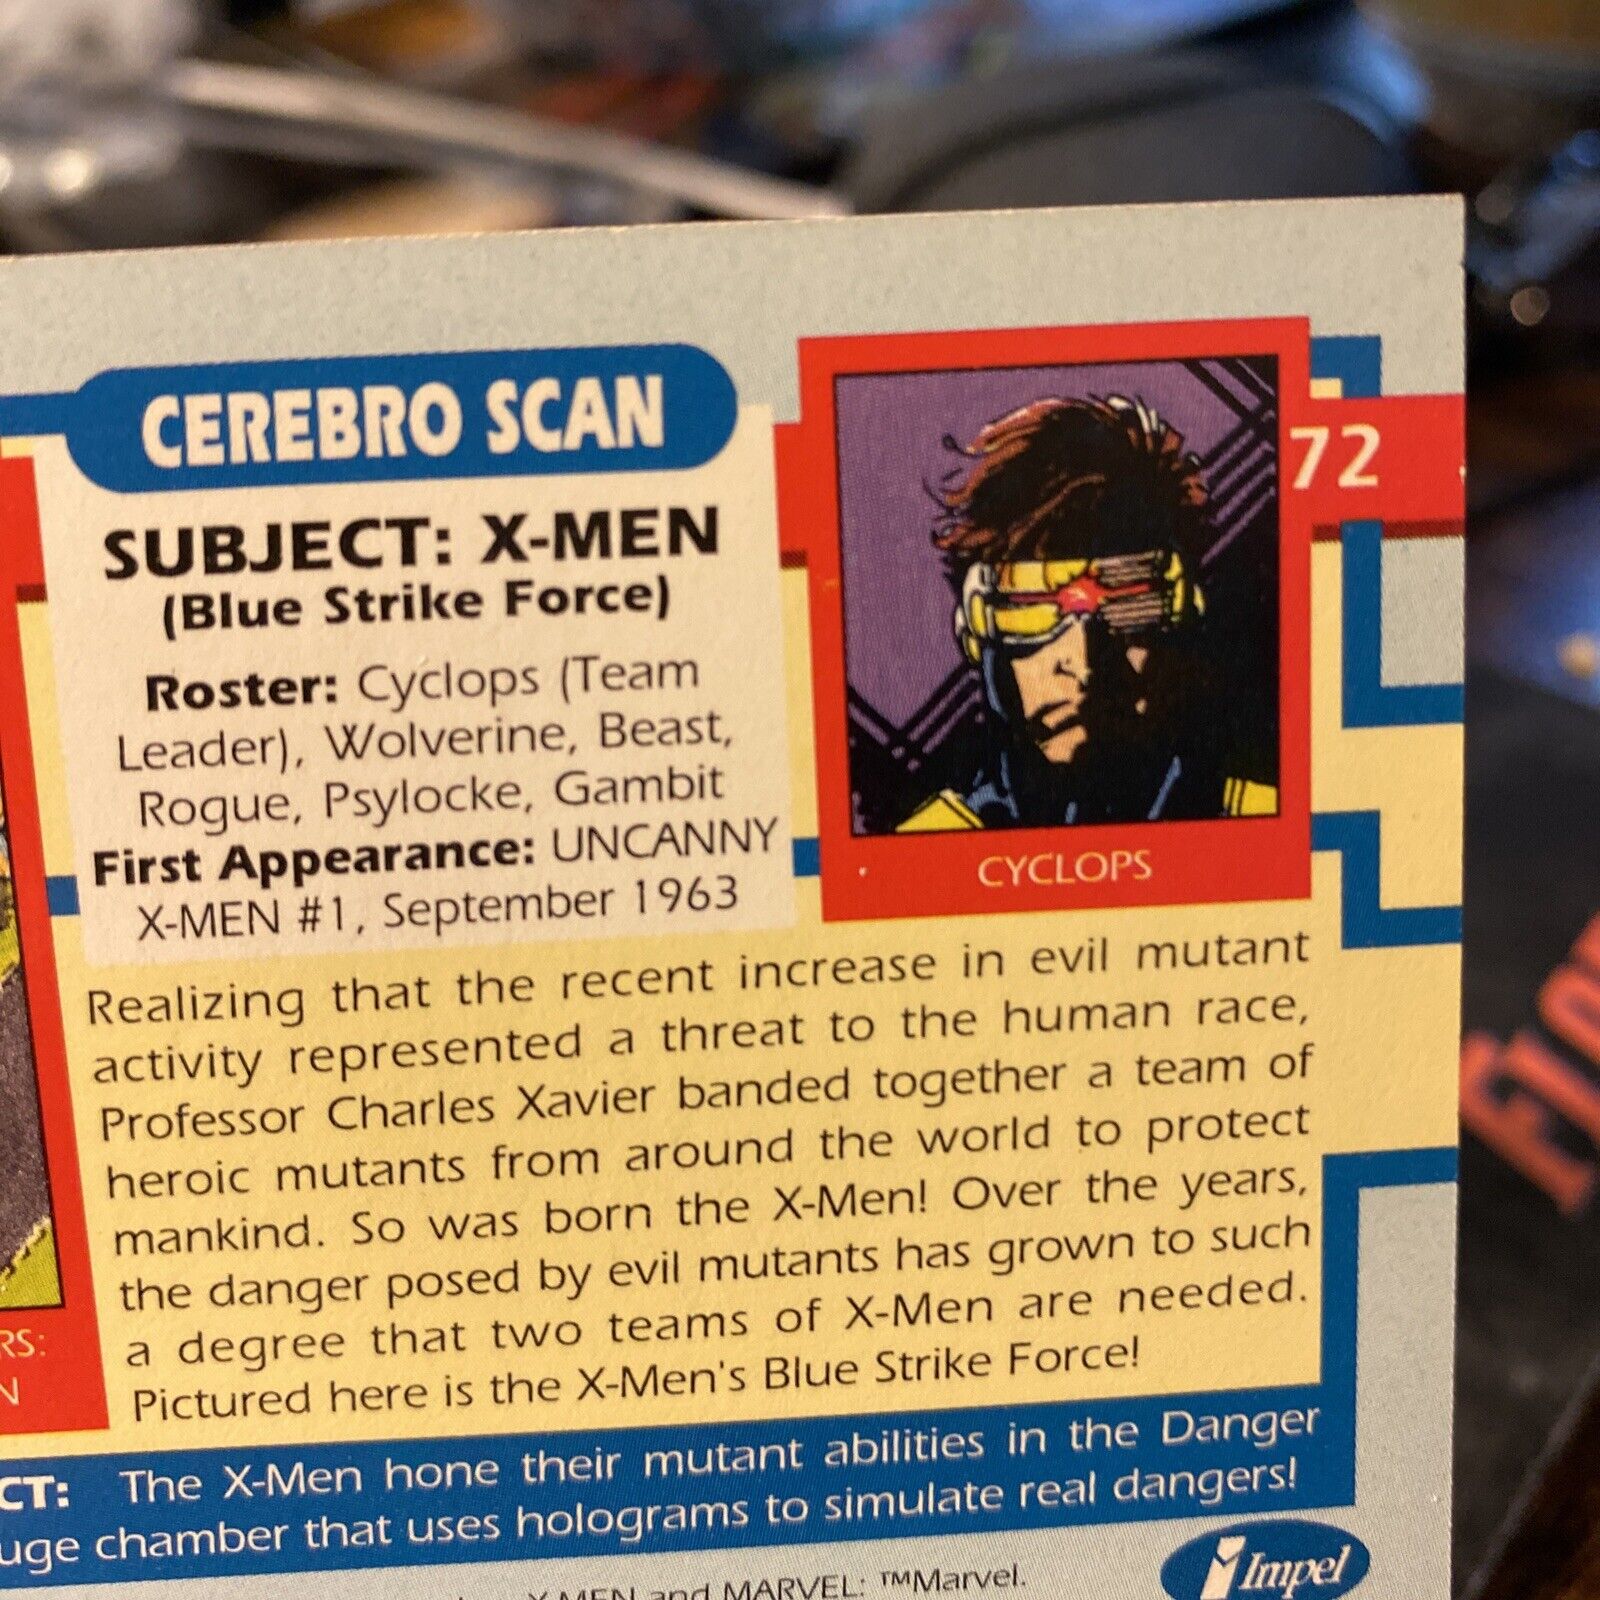 CEREBRO SCAN
SUBJECT: X-MEN
(Blue Strike Force)
Roster: Cyclops (Team
Leader), Wolverine, Beast,
Rogue, Psylocke, Gambit
First Appearance: UNCANNY
X-MEN #1, September 1963
72
CYCLOPS
Realizing that the recent increase in evil mutant
activity represented a threat to the human race,
Professor Charles Xavier banded together a team of
heroic mutants from around the world to protect
mankind. So was born the X-Men! Over the years,
the danger posed by evil mutants has grown to such
a degree that two teams of X-Men are needed.
Pictured here is the X-Men's Blue Strike Force!
RS:
N
CT: The X-Men hone their mutant abilities in the Danger
uge chamber that uses holograms to simulate real dangers!
X-MEN and MARVEL: ™Marvel.
Impel